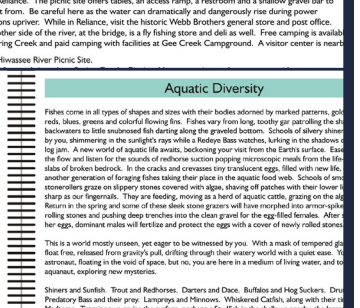 Reliance. The picnic site offers tables, an access ramp, a restroom and a shallow gravel bar to
t from. Be careful here as the water can dramatically and dangerously rise during power
ons upriver. While in Reliance, visit the historic Webb Brothers general store and post office.
other side of the river, at the bridge, is a fly fishing store and deli as well. Free camping is availab
ring Creek and paid camping with facilities at Gee Creek Campground. A visitor center is nearb
Hiwassee River Picnic Site.
Aquatic Diversity
Fishes come in all types of shapes and sizes with their bodies adorned by marked patterns, gold
reds, blues, greens and colorful flowing fins. Fishes vary from long, toothy gar patrolling the sha
backwaters to little snubnosed fish darting along the graveled bottom. Schools of silvery shiner
by you, shimmering in the sunlight's rays while a Redeye Bass watches, lurking in the shadows o
log jam. A new world of aquatic life awaits, beckoning your visit from the Earth's surface. Ease
the flow and listen for the sounds of redhorse suction popping microscopic meals from the life-
slabs of broken bedrock. In the cracks and crevasses tiny translucent eggs, filled with new life,
another generation of foraging fishes taking their place in the aquatic food web. Schools of smo
stonerollers graze on slippery stones covered with algae, shaving off patches with their lower li
sharp as our fingernails. They are feeding, moving as a herd of aquatic cattle, grazing on the alg
Return in the spring and some of these sleek stone grazers will have morphed into armor-spike
rolling stones and pushing deep trenches into the clean gravel for the egg-filled females. After s
her eggs, dominant males will fertilize and protect the eggs with a cover of newly rolled stones.
This is a world mostly unseen, yet eager to be witnessed by you. With a mask of tempered gla
float free, released from gravity's pull, drifting through their watery world with a quiet ease. Yo
astronaut, floating in the void of space, but no, you are here in a medium of living water, and to
aquanaut, exploring new mysteries.
Shiners and Sunfish. Trout and Redhorses. Darters and Dace. Buffalos and Hog Suckers. Dru
Predatory Bass and their prey. Lampreys and Minnows. Whiskered Catfish, along with their ti